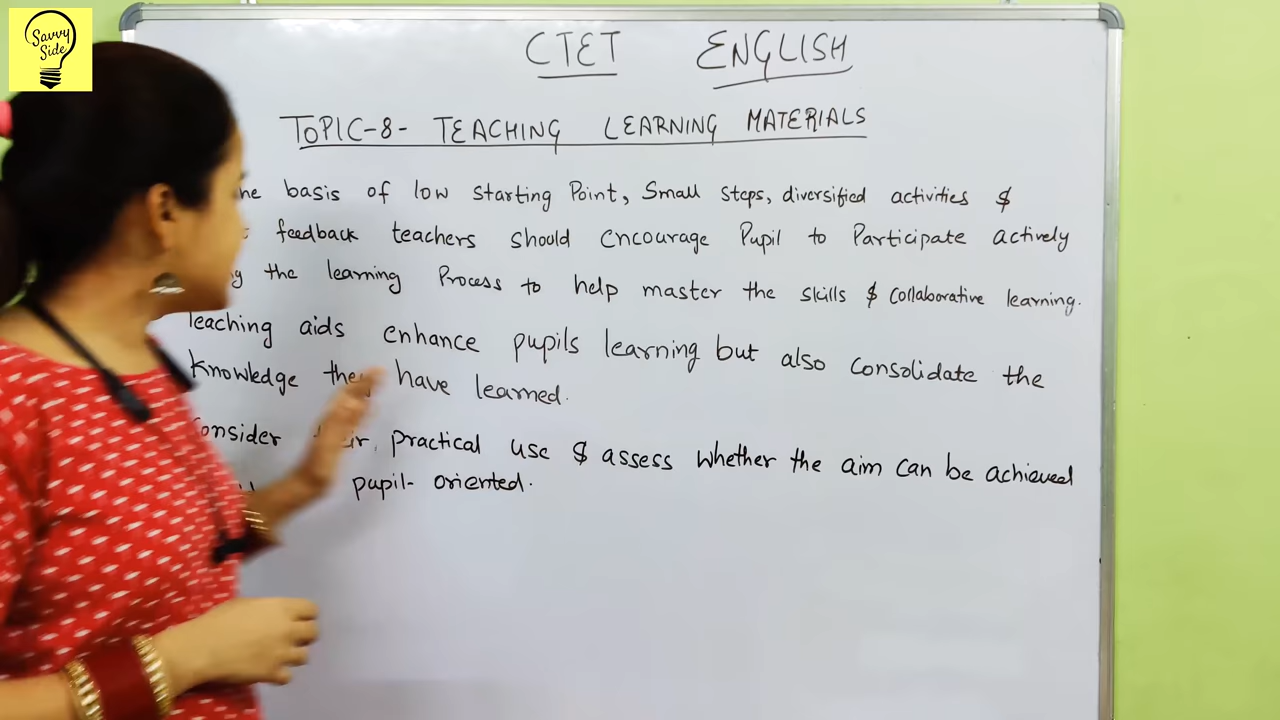 Savvy
Side
CTET ENGLISH
TOPIC-8- TEACHING LEARNING MATERIALS
basis of low starting Point, Small steps, diversified activities &
feedback teachers should encourage Pupil to Participate actively
the learning Process to help master the skills & collaborative learning.
Teaching aids enhance pupils learning but also consolidate the
knowledge they have learned.
consider practical use & assess whether the aim can be achieved
pupil- oriented.